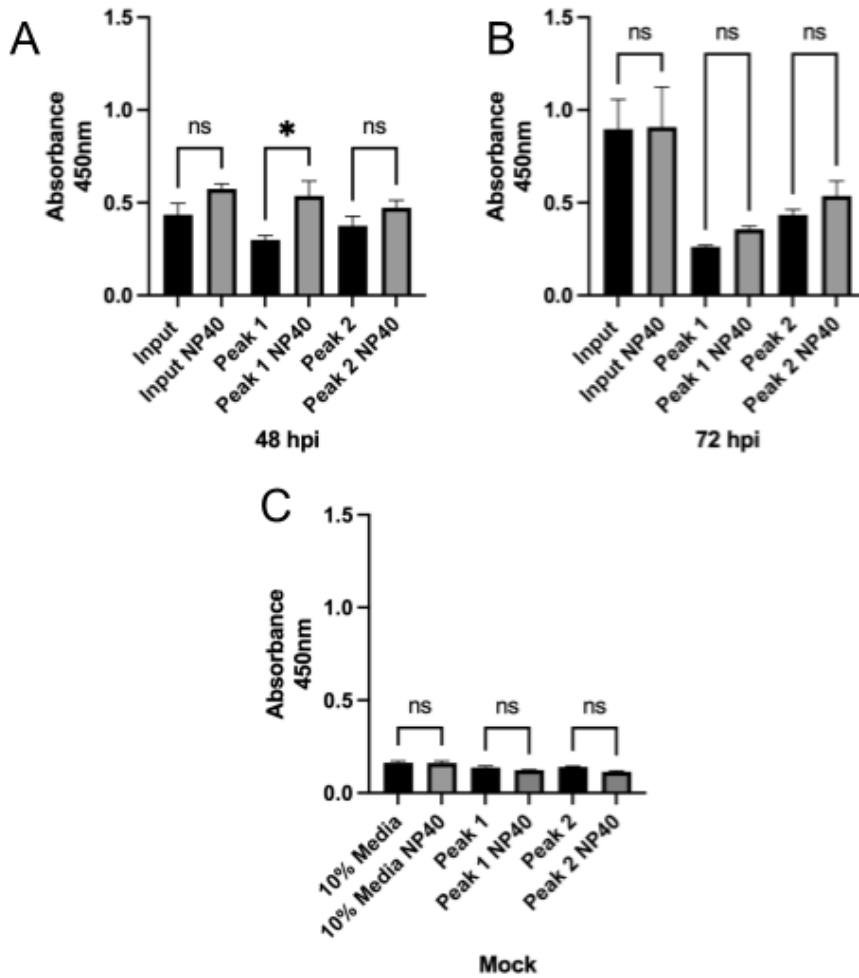 A
Absorbance
450nm
1.5
1.0
0.5
0.0
ns
*
ns
Input
Input NP40
Peak 1
Peak 1 NP40
Peak 2
Peak 2 NP40
48 hpi
B
Absorbance
450nm
1.5
1.0
0.5
0.0
ns
ns
ns
Input
Input NP40
Peak 1
Peak 1 NP40
Peak 2
Peak 2 NP40
72 hpi
C
Absorbance
450nm
1.5
1.0
0.5
0.0
ns
ns
ns
10% Media
10% Media NP40
Peak 1
Peak 1 NP40
Peak 2
Peak 2 NP40
Mock